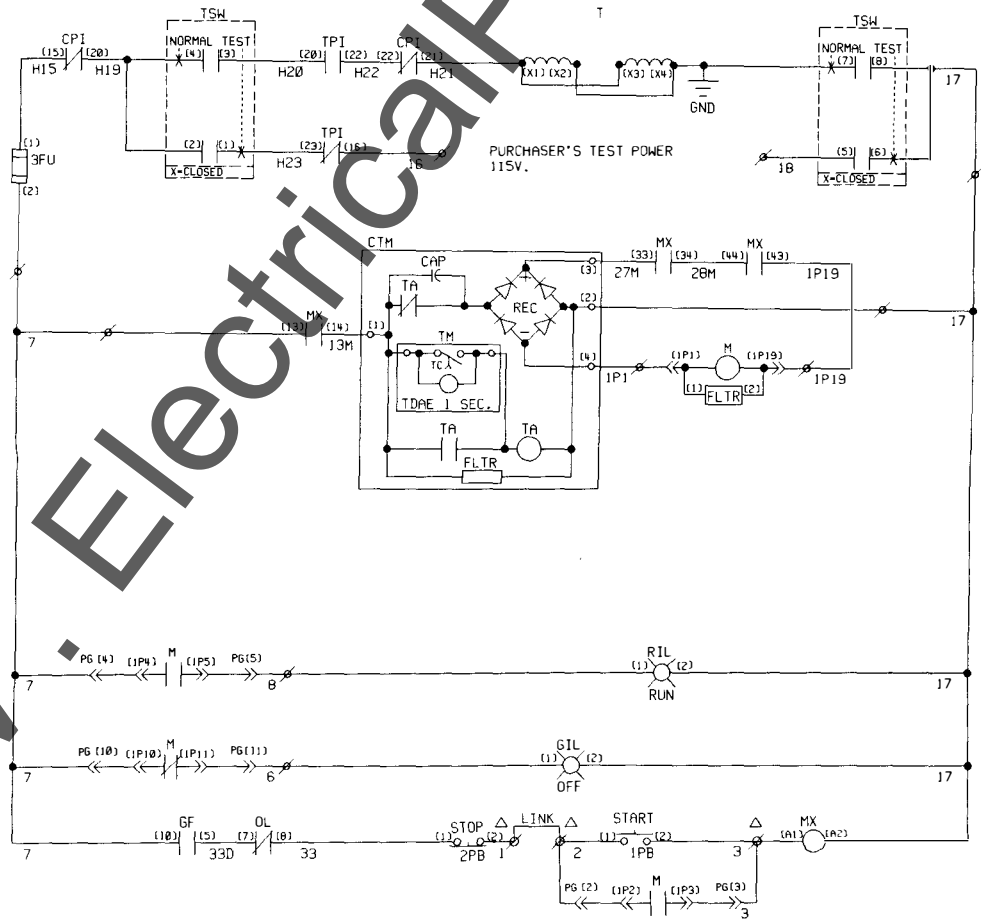 T
TSW
TSW
CPI
NORMAL TEST
TPI
CPI
NORMAL TEST
(15) (20)
(4) (3)
(20) (22)
(22) (21)
(X1) (X2)
(X3) (X4)
(7) (8)
H15 H19
H20
H22
H21
GND
17
(1)
3FU
(2)
(2) (1)
TPI
(23) (16)
H23
16
X=CLOSED
PURCHASER'S TEST POWER
115V.
18
(5) (6)
X=CLOSED
CTM
CAP
TA
REC
(3)
MX
(33) (34)
MX
(44) (43)
27M
28M
1P19
(2)
17
7
MX
(13) (14)
13M
(1)
TM
TC
TDAE 1 SEC.
(4)
1P1
(1P1)
M
(1P19)
1P19
(1) FLTR (2)
TA
TA
FLTR
PG (4) (1P4) M (1P5) PG(5)
7
8
RIL
(1) (2)
RUN
17
PG (10) (1P10) M (1P11) PG(11)
7
6
GIL
(1) (2)
OFF
17
GF
(10) (5)
OL
(7) (8)
7
33D
33
STOP
(1) (2)
2PB
△ LINK △
1
2
START
(1) (2)
1PB
△
3
MX
(A1) (A2)
PG (2) (1P2) M (1P3) PG(3)
3
. Electrical